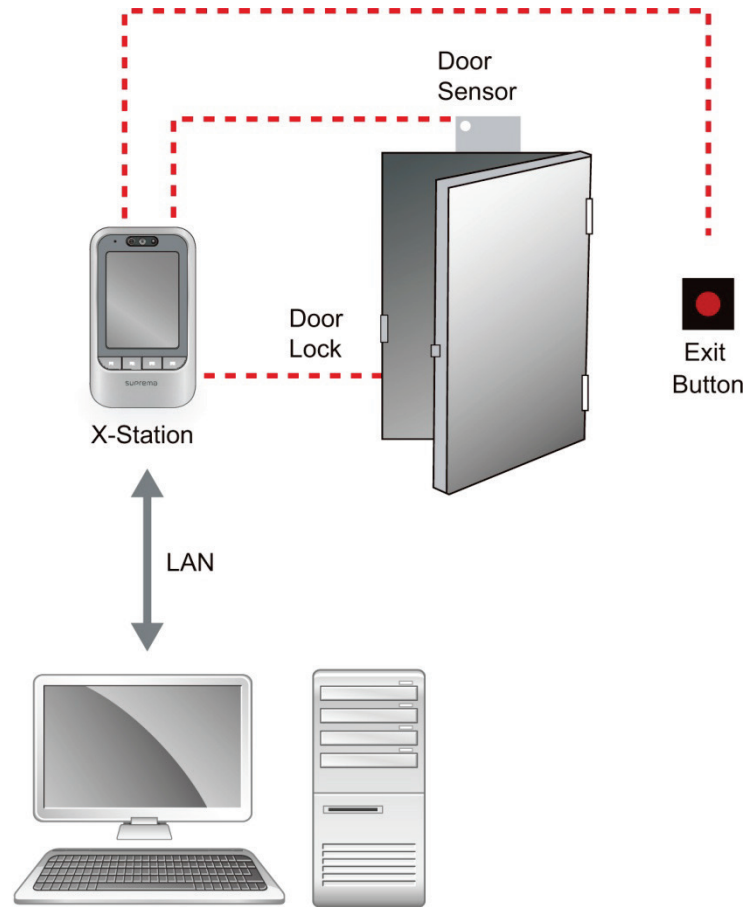 Door
Sensor
Door
Lock
suprema
X-Station
Exit
Button
LAN